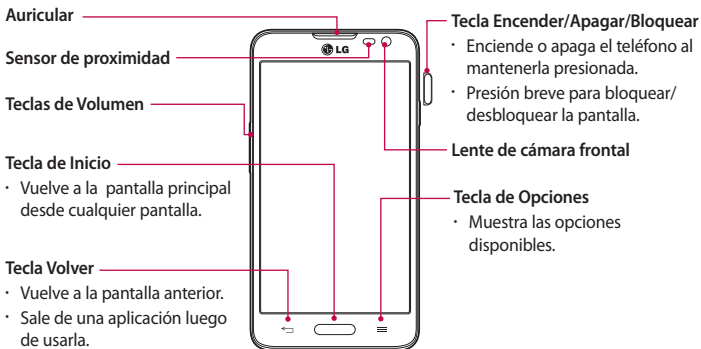 Auricular
Sensor de proximidad
Teclas de Volumen
Tecla de Inicio
· Vuelve a la pantalla principal
desde cualquier pantalla.
Tecla Volver
· Vuelve a la pantalla anterior.
· Sale de una aplicación luego
de usarla.
LG
Tecla Encender/Apagar/Bloquear
· Enciende o apaga el teléfono al
mantenerla presionada.
· Presión breve para bloquear/
desbloquear la pantalla.
Lente de cámara frontal
Tecla de Opciones
· Muestra las opciones
disponibles.